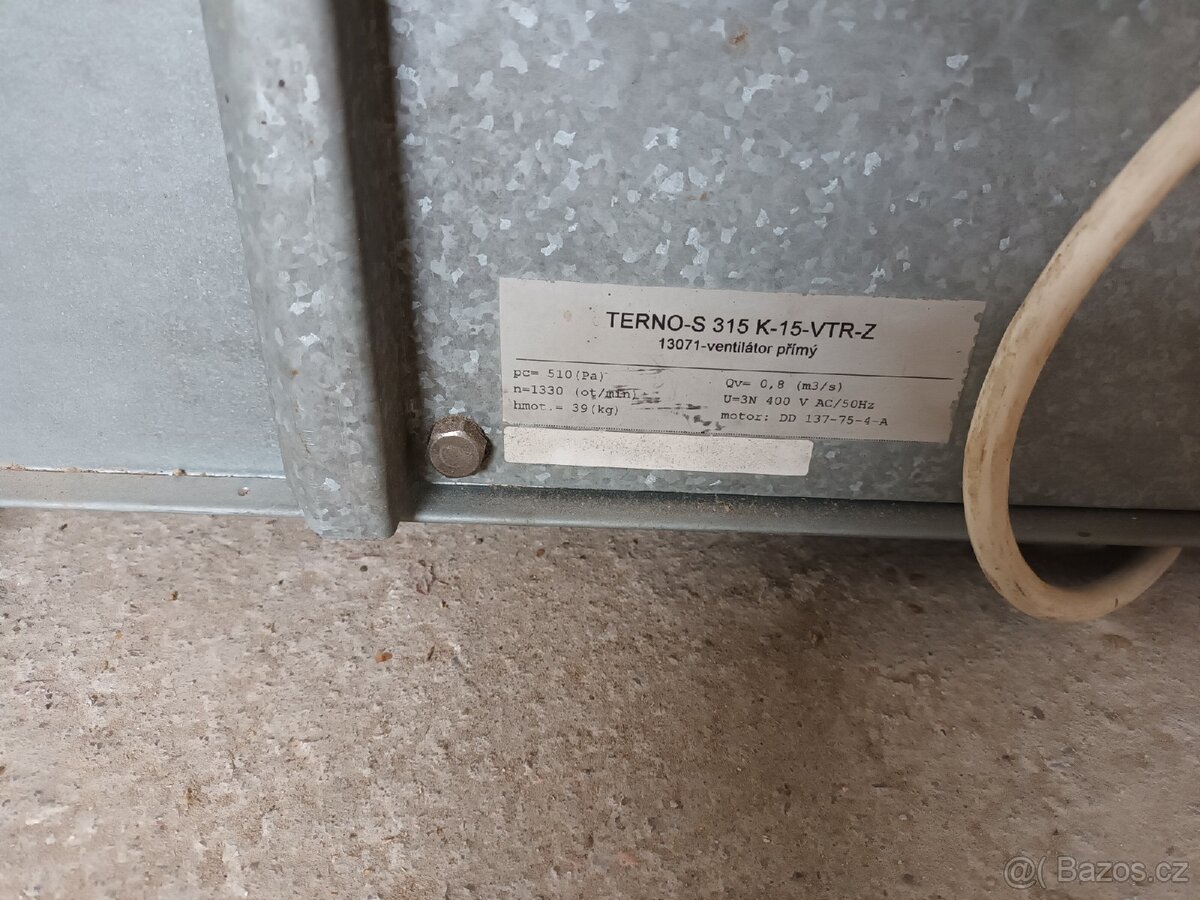 TERNO-S 315 K-15-VTR-Z
13071-ventilátor přímý
pc= 510(Pa)
Qv= 0,8 (m3/s)
n=1330 (ot/min)
U=3N 400 V AC/50Hz
hmot.= 39(kg)
motor: DD 137-75-4-A
@( Bazos.cz